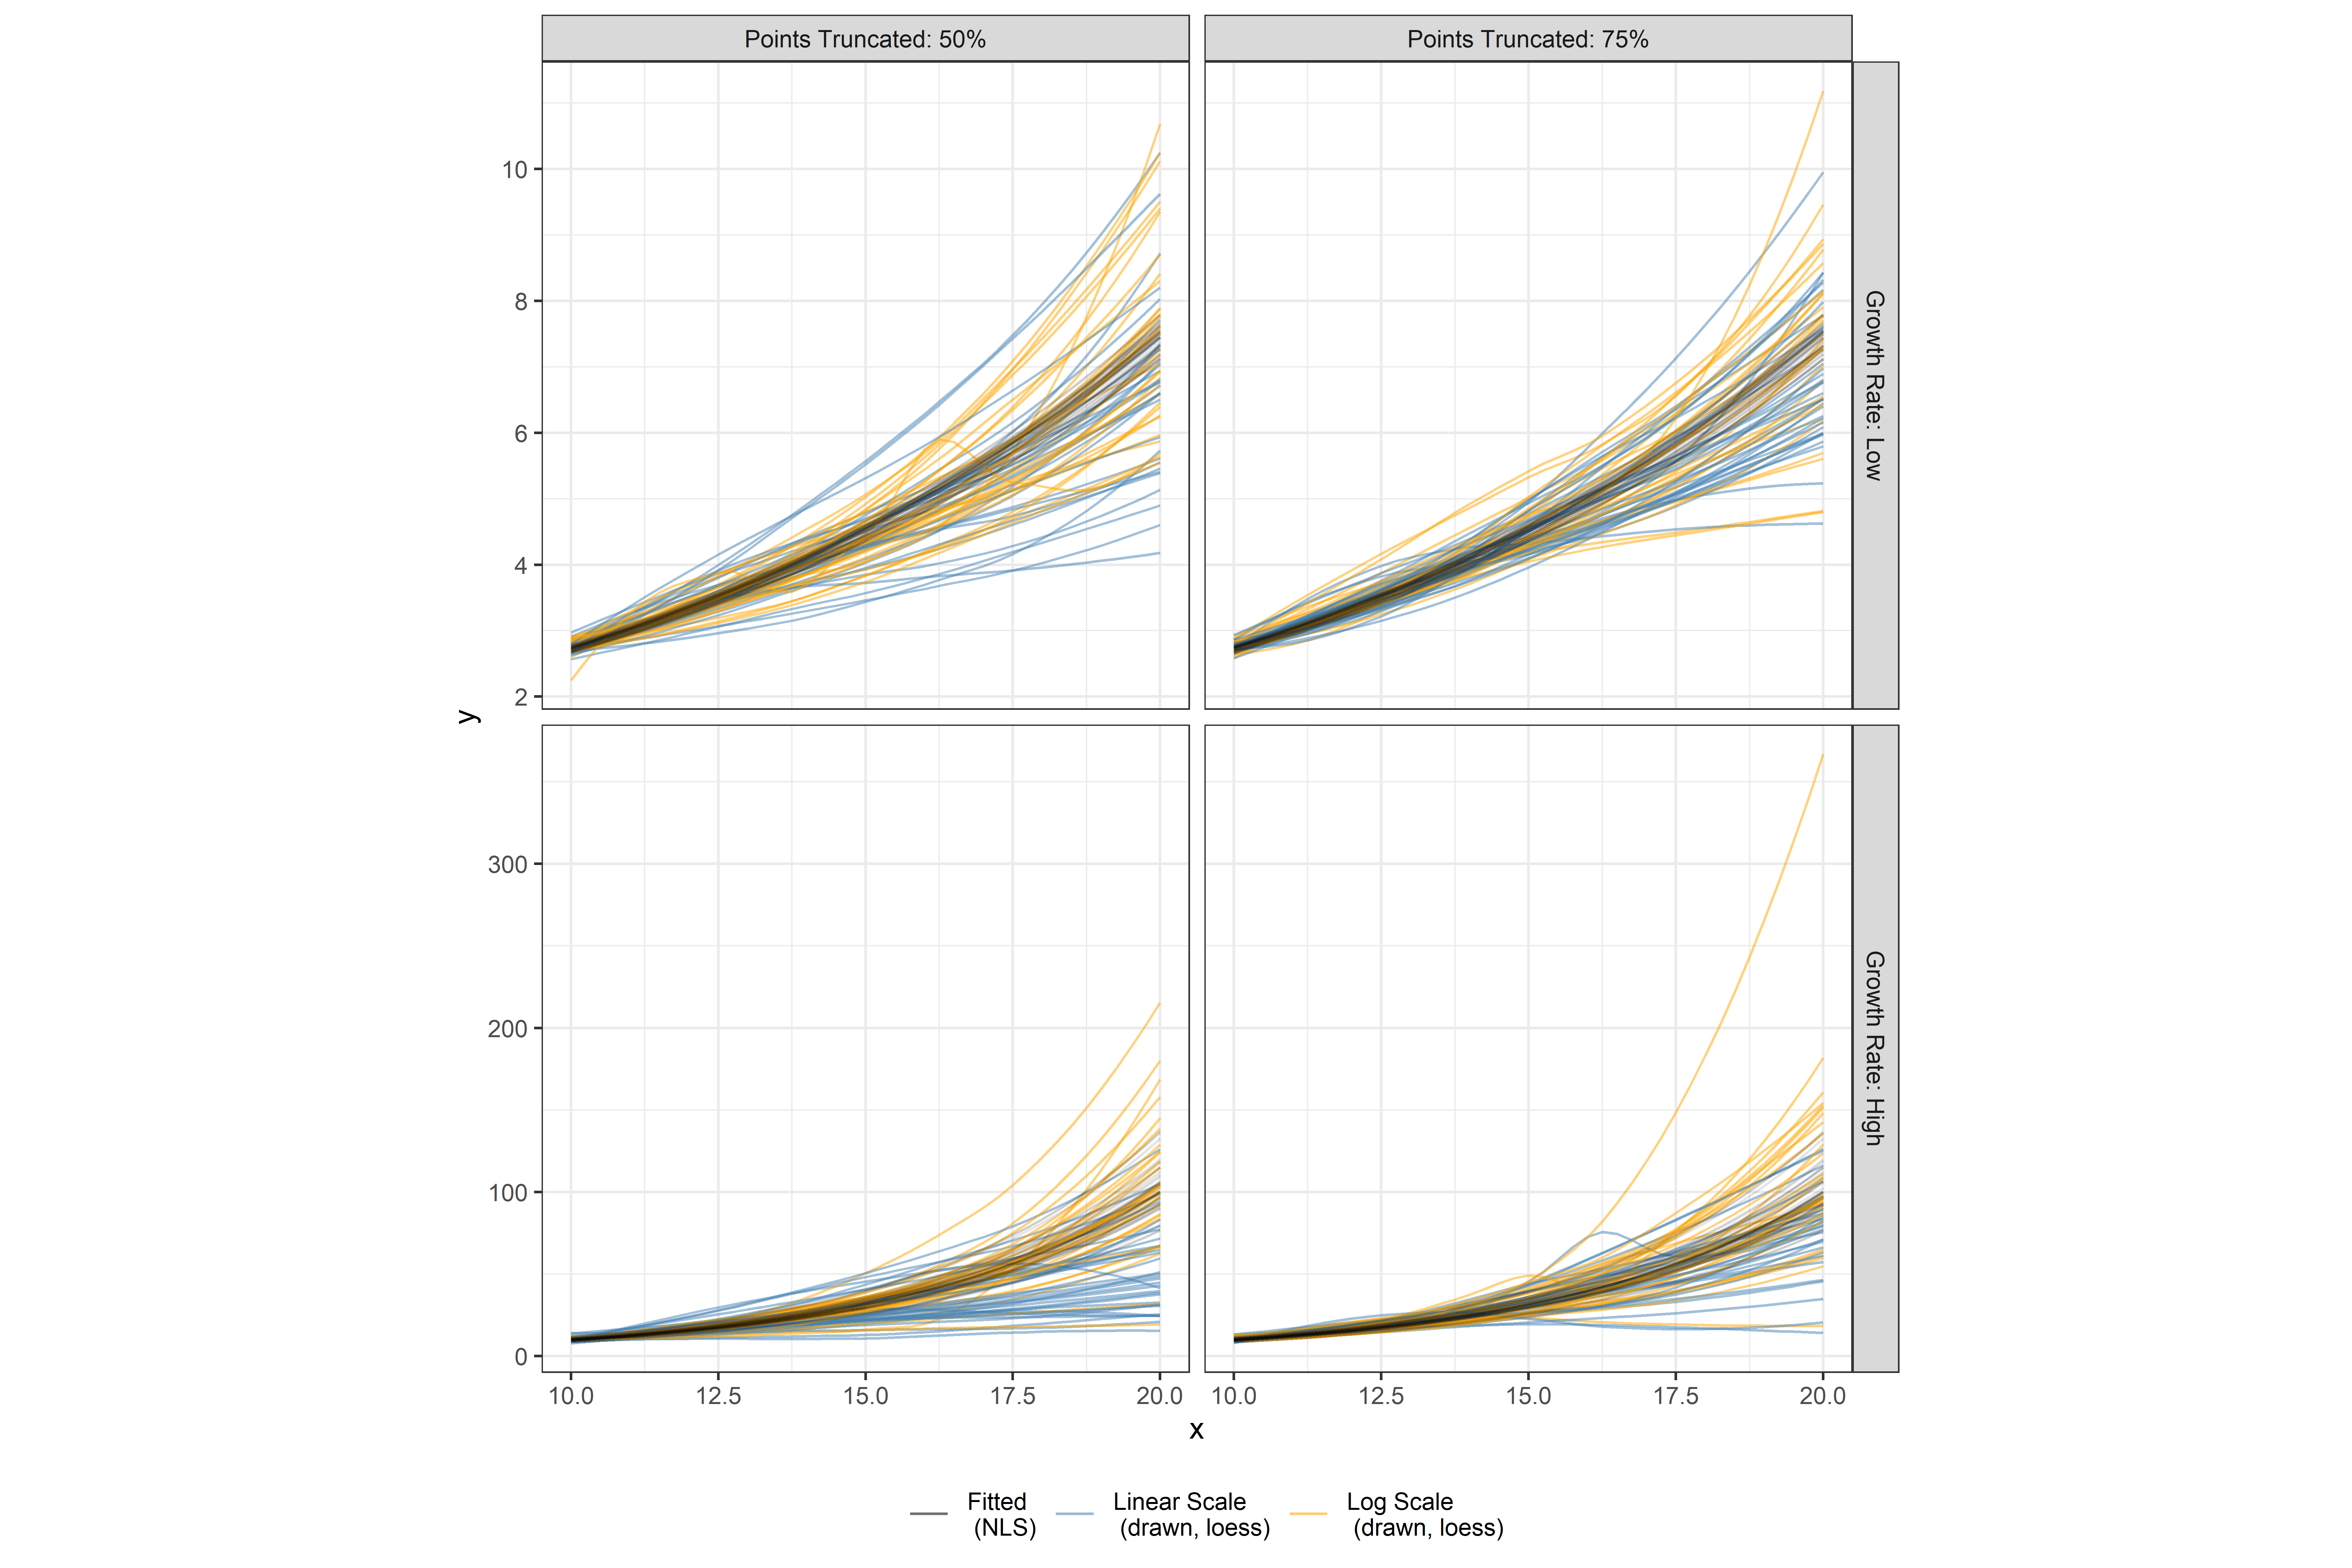 Points Truncated: 50%
Points Truncated: 75%
Growth Rate: Low
10
8
6
4
2
y
Growth Rate: High
300
200
100
0
10.0 12.5 15.0 17.5 20.0
10.0 12.5 15.0 17.5 20.0
x
Fitted
(NLS)
Linear Scale
(drawn, loess)
Log Scale
(drawn, loess)